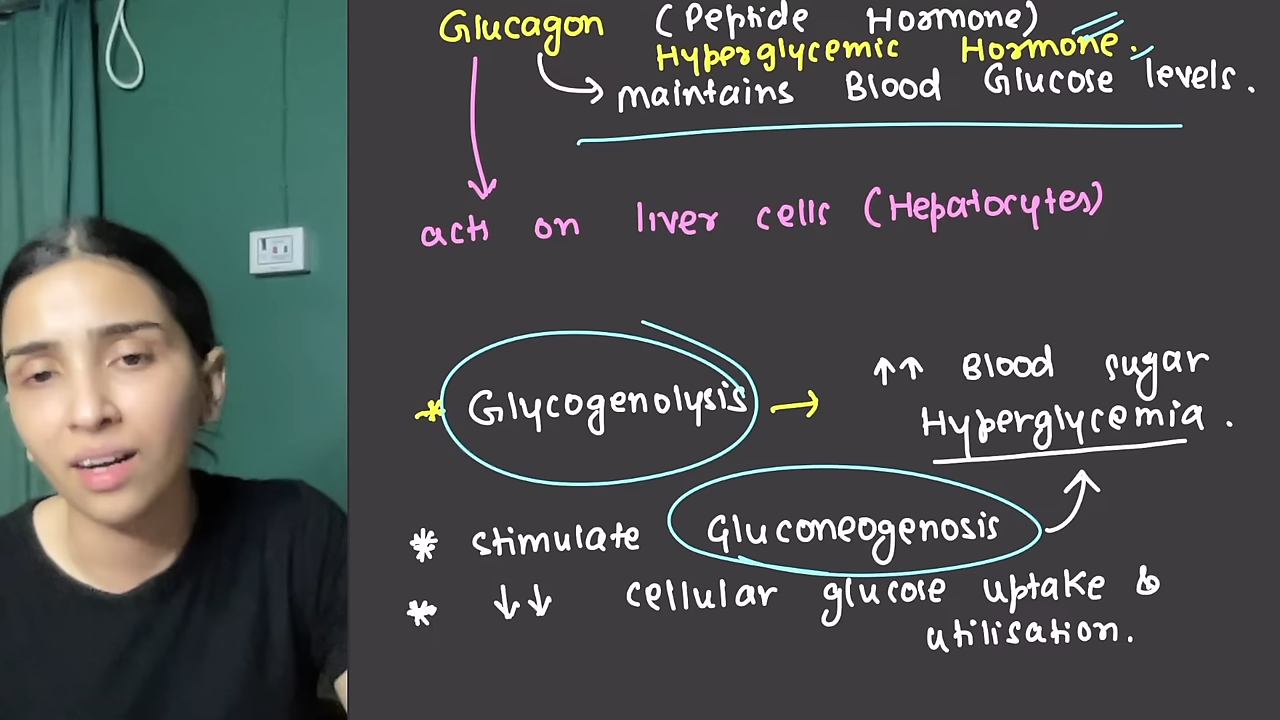 Glucagon (Peptide Hormone)
Hyperglycemic Hormone.
maintains Blood Glucose levels.
acts on liver cells (Hepatocytes)
* Glycogenolysis → ↑↑ Blood sugar
Hyperglycemia.
* stimulate Gluconeogenosis
* ↓↓ cellular glucose uptake &
utilisation.